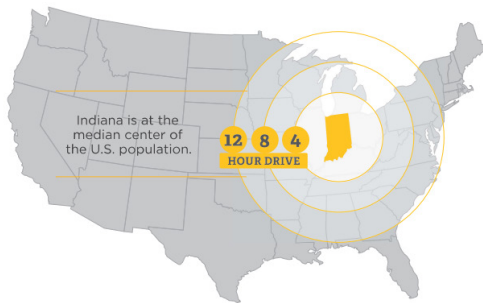 Indiana is at the
median center of
the U.S. population.
12 8 4
HOUR DRIVE